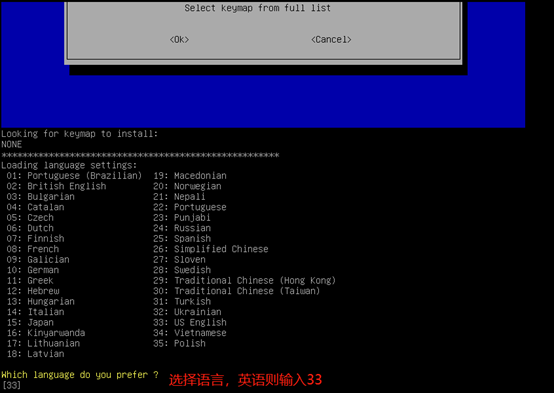 Select keymap from full list
<Ok> <Cancel>
Looking for keymap to install:
NONE
*******************************************************
Loading language settings:
01: Portuguese (Brazilian) 19: Macedonian
02: British English 20: Norwegian
03: Bulgarian 21: Nepali
04: Catalan 22: Portuguese
05: Czech 23: Punjabi
06: Dutch 24: Russian
07: Finnish 25: Spanish
08: French 26: Simplified Chinese
09: Galician 27: Sloven
10: German 28: Swedish
11: Greek 29: Traditional Chinese (Hong Kong)
12: Hebrew 30: Traditional Chinese (Taiwan)
13: Hungarian 31: Turkish
14: Italian 32: Ukrainian
15: Japan 33: US English
16: Kinyarwanda 34: Vietnamese
17: Lithuanian 35: Polish
18: Latvian
Which language do you prefer ? 选择语言，英语则输入33
[33]